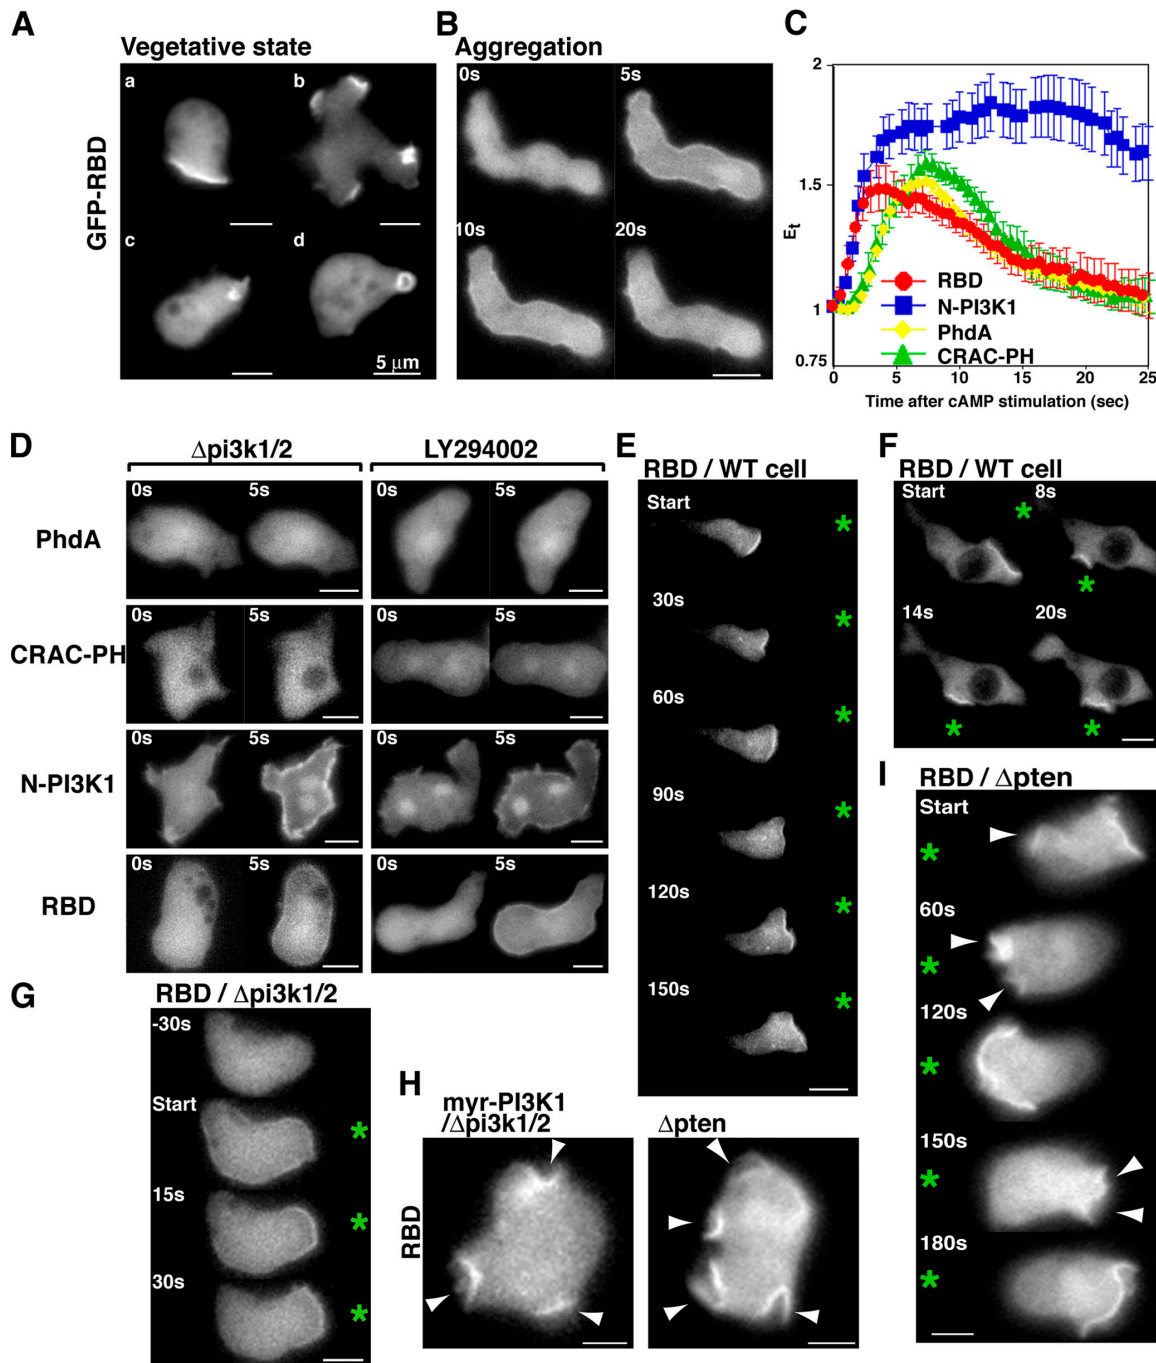 A
Vegetative state
GFP-RBD
a
b
c
d
5 μm
B
Aggregation
0s
5s
10s
20s
C
2
1.5
1
0.75
Et
0
5
10
15
20
25
Time after cAMP stimulation (sec)
RBD
N-PI3K1
PhdA
CRAC-PH
D
Δpi3k1/2
LY294002
PhdA
0s
5s
0s
5s
CRAC-PH
0s
5s
0s
5s
N-PI3K1
0s
5s
0s
5s
RBD
0s
5s
0s
5s
E
RBD / WT cell
Start
*
30s
*
60s
*
90s
*
120s
*
150s
*
F
RBD / WT cell
Start
*
8s
*
14s
*
20s
*
G
RBD / Δpi3k1/2
-30s
Start
*
15s
*
30s
*
H
myr-PI3K1
/Δpi3k1/2
Δpten
RBD
I
RBD / Δpten
Start
*
60s
*
120s
*
150s
*
180s
*